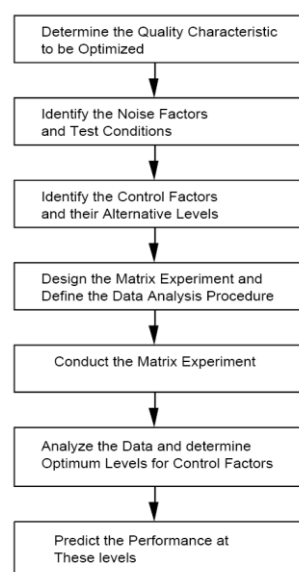 Determine the Quality Characteristic
to be Optimized
Identify the Noise Factors
and Test Conditions
Identify the Control Factors
and their Alternative Levels
Design the Matrix Experiment and
Define the Data Analysis Procedure
Conduct the Matrix Experiment
Analyze the Data and determine
Optimum Levels for Control Factors
Predict the Performance at
These levels